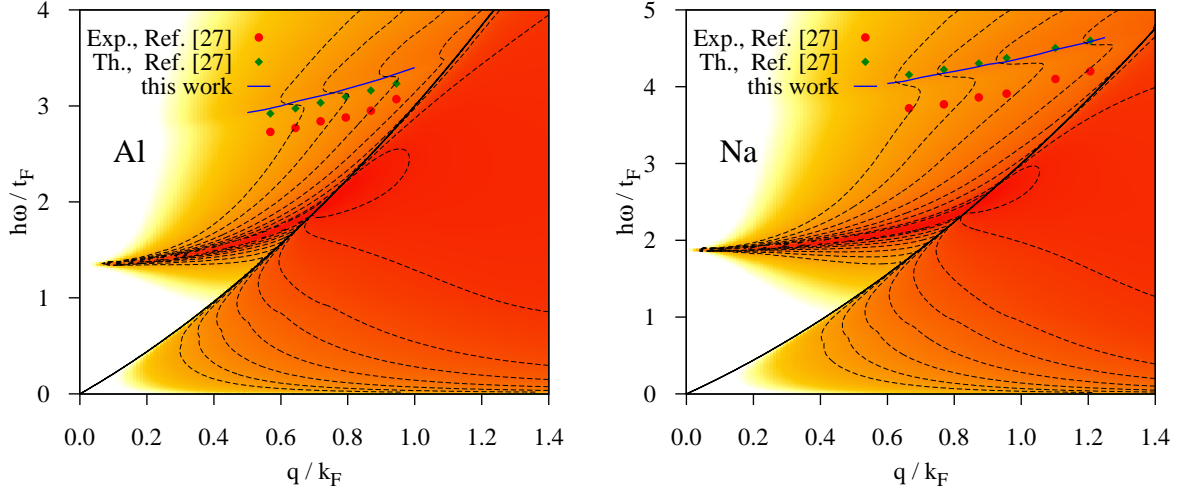 Exp., Ref. [27]
Th., Ref. [27]
this work
Al
ħω / t_F
4
3
2
1
0
0.0 0.2 0.4 0.6 0.8 1.0 1.2 1.4
q / k_F
Exp., Ref. [27]
Th., Ref. [27]
this work
Na
ħω / t_F
5
4
3
2
1
0
0.0 0.2 0.4 0.6 0.8 1.0 1.2 1.4
q / k_F